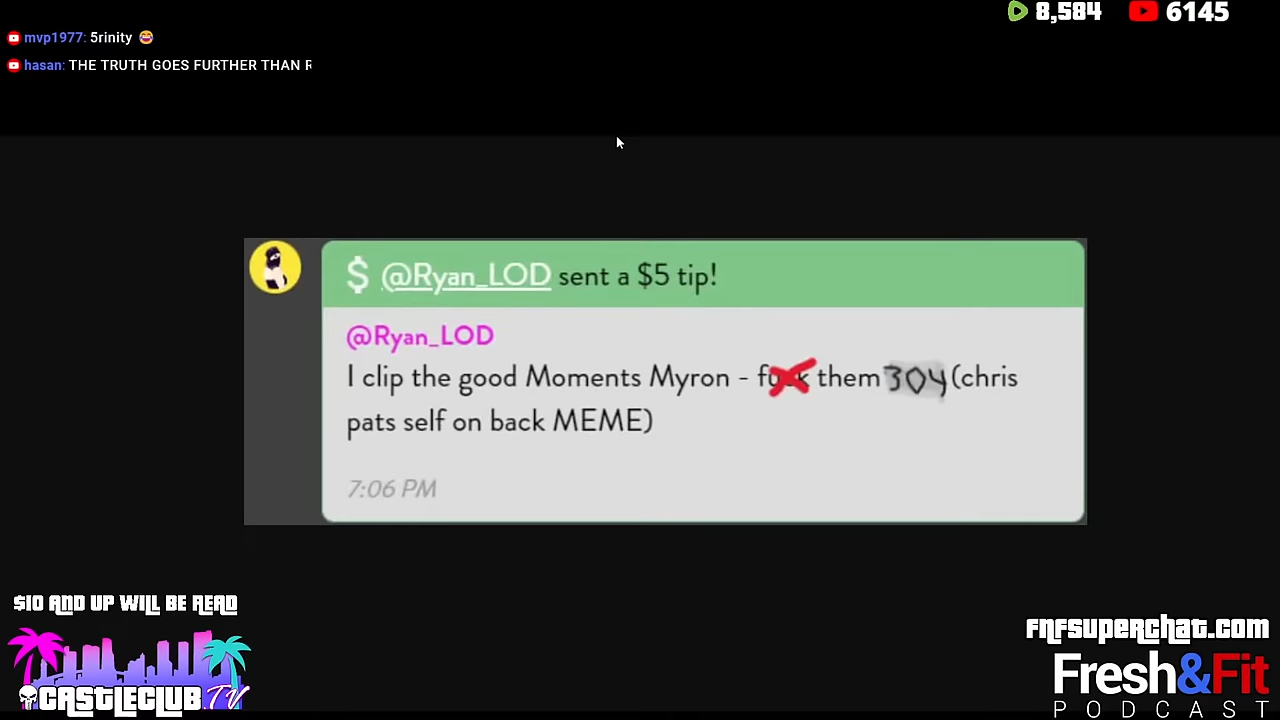 8,584 6145
mvp1977: 5rinity 😂
hasan: THE TRUTH GOES FURTHER THAN R
$ @Ryan_LOD sent a $5 tip!
@Ryan_LOD
I clip the good Moments Myron - fuck them 304 (chris
pats self on back MEME)
7:06 PM
$10 AND UP WILL BE READ
CASTLECLUB.TV
FNFSUPERCHAT.COM
Fresh&Fit
PODCAST